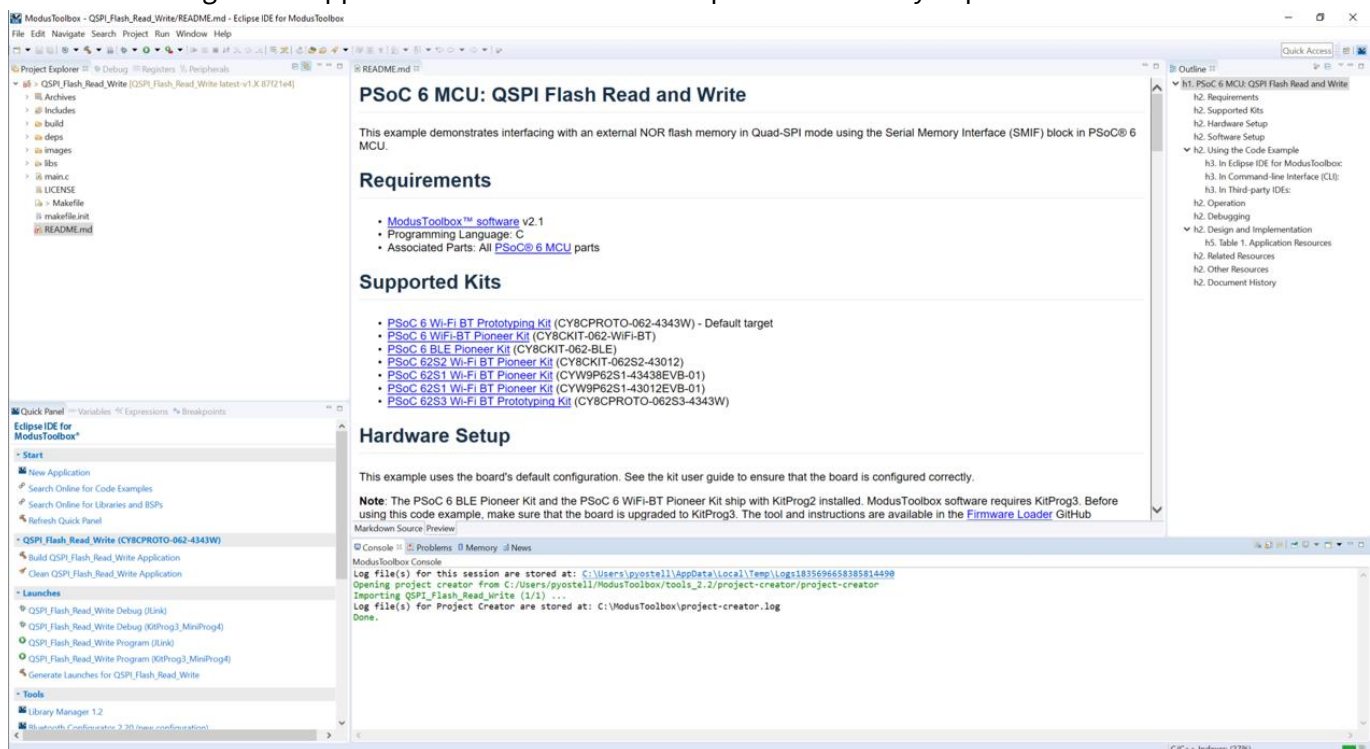 ModusToolbox - QSPI_Flash_Read_Write/README.md - Eclipse IDE for ModusToolbox
File Edit Navigate Search Project Run Window Help
Quick Access
Project Explorer Debug Registers Peripherals
QSPI_Flash_Read_Write [QSPI_Flash_Read_Write latest-v1.X 87f21e4]
Archives
Includes
build
deps
images
libs
main.c
LICENSE
> Makefile
makefile.init
README.md
Quick Panel Variables Expressions Breakpoints
Eclipse IDE for
ModusToolbox™
Start
New Application
Search Online for Code Examples
Search Online for Libraries and BSPs
Refresh Quick Panel
QSPI_Flash_Read_Write (CY8CPROTO-062-4343W)
Build QSPI_Flash_Read_Write Application
Clean QSPI_Flash_Read_Write Application
Launches
QSPI_Flash_Read_Write Debug (JLink)
QSPI_Flash_Read_Write Debug (KitProg3_MiniProg4)
QSPI_Flash_Read_Write Program (JLink)
QSPI_Flash_Read_Write Program (KitProg3_MiniProg4)
Generate Launches for QSPI_Flash_Read_Write
Tools
Library Manager 1.2
Bluetooth Configurator 2.20 (new configuration)
README.md
PSoC 6 MCU: QSPI Flash Read and Write
This example demonstrates interfacing with an external NOR flash memory in Quad-SPI mode using the Serial Memory Interface (SMIF) block in PSoC® 6
MCU.
Requirements
• ModusToolbox™ software v2.1
• Programming Language: C
• Associated Parts: All PSoC® 6 MCU parts
Supported Kits
• PSoC 6 Wi-Fi BT Prototyping Kit (CY8CPROTO-062-4343W) - Default target
• PSoC 6 WiFi-BT Pioneer Kit (CY8CKIT-062-WiFi-BT)
• PSoC 6 BLE Pioneer Kit (CY8CKIT-062-BLE)
• PSoC 62S2 Wi-Fi BT Pioneer Kit (CY8CKIT-062S2-43012)
• PSoC 62S1 Wi-Fi BT Pioneer Kit (CYW9P62S1-43438EVB-01)
• PSoC 62S1 Wi-Fi BT Pioneer Kit (CYW9P62S1-43012EVB-01)
• PSoC 62S3 Wi-Fi BT Prototyping Kit (CY8CPROTO-062S3-4343W)
Hardware Setup
This example uses the board's default configuration. See the kit user guide to ensure that the board is configured correctly.
Note: The PSoC 6 BLE Pioneer Kit and the PSoC 6 WiFi-BT Pioneer Kit ship with KitProg2 installed. ModusToolbox software requires KitProg3. Before
using this code example, make sure that the board is upgraded to KitProg3. The tool and instructions are available in the Firmware Loader GitHub
Markdown Source Preview
Console Problems Memory News
ModusToolbox Console
Log file(s) for this session are stored at: C:\Users\pyostell\AppData\Local\Temp\Logs1835696658385814490
Opening project creator from C:/Users/pyostell/ModusToolbox/tools_2.2/project-creator/project-creator
Importing QSPI_Flash_Read_Write (1/1) ...
Log file(s) for Project Creator are stored at: C:\ModusToolbox\project-creator.log
Done.
Outline
h1. PSoC 6 MCU: QSPI Flash Read and Write
h2. Requirements
h2. Supported Kits
h2. Hardware Setup
h2. Software Setup
h2. Using the Code Example
h3. In Eclipse IDE for ModusToolbox:
h3. In Command-line Interface (CLI):
h3. In Third-party IDEs:
h2. Operation
h2. Debugging
h2. Design and Implementation
h5. Table 1. Application Resources
h2. Related Resources
h2. Other Resources
h2. Document History